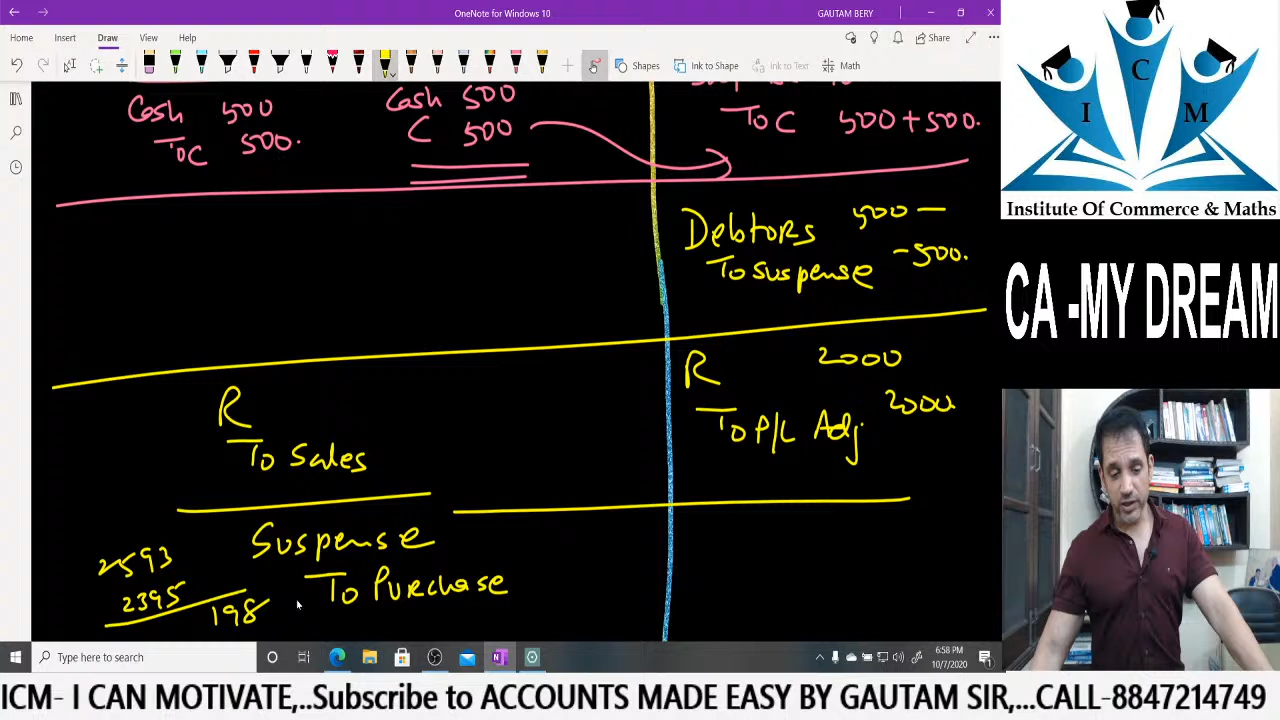 OneNote for Windows 10
GAUTAM BERY
Home Insert Draw View Help
Share
Shapes
Ink to Shape
Ink to Text
Math
Cash 500
To C 500.
Cash 500
C 500
To C 500 + 500.
Debtors 500 —
To Suspense — 500.
R
To Sales
R 2000
To P/L Adj 2000
Suspense
To Purchase
2593
2395
198
I C M
Institute Of Commerce & Maths
CA -MY DREAM
Type here to search
6:58 PM
10/7/2020
ICM- I CAN MOTIVATE,..Subscribe to ACCOUNTS MADE EASY BY GAUTAM SIR,...CALL-8847214749